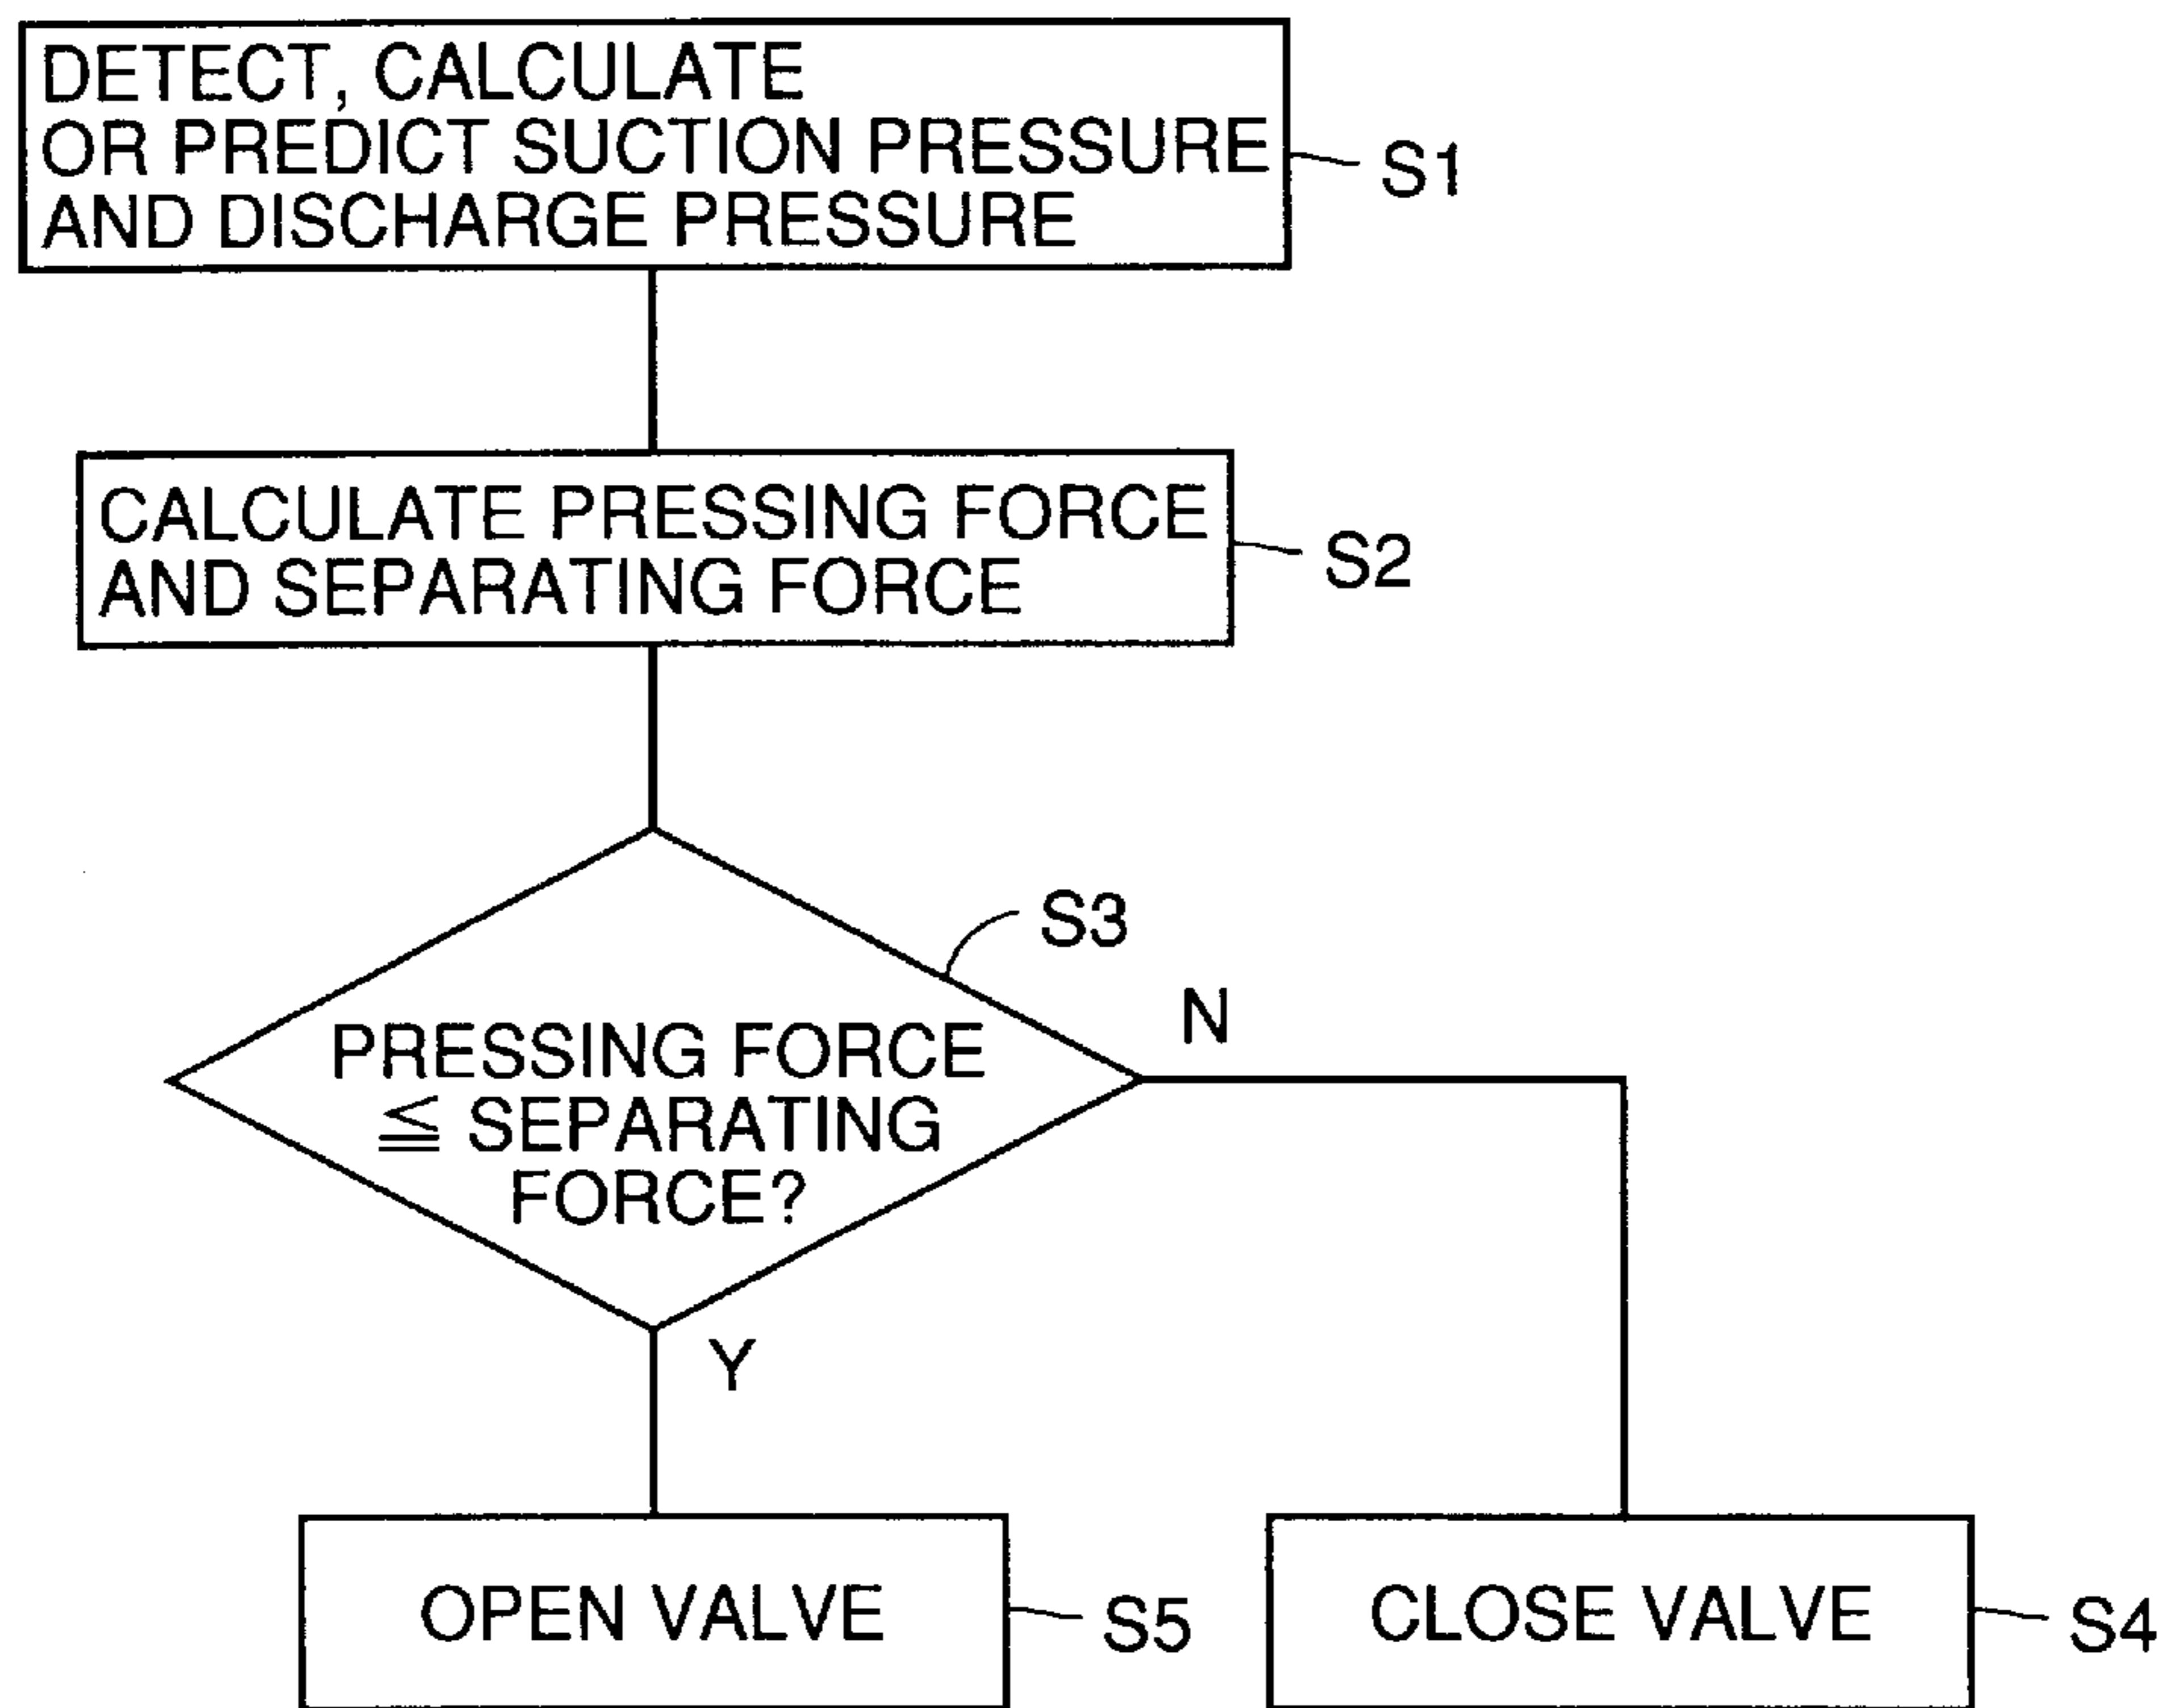 DETECT, CALCULATE
OR PREDICT SUCTION PRESSURE
AND DISCHARGE PRESSURE
S1
CALCULATE PRESSING FORCE
AND SEPARATING FORCE
S2
S3
N
PRESSING FORCE
≦ SEPARATING
FORCE?
Y
OPEN VALVE
S5
CLOSE VALVE
S4